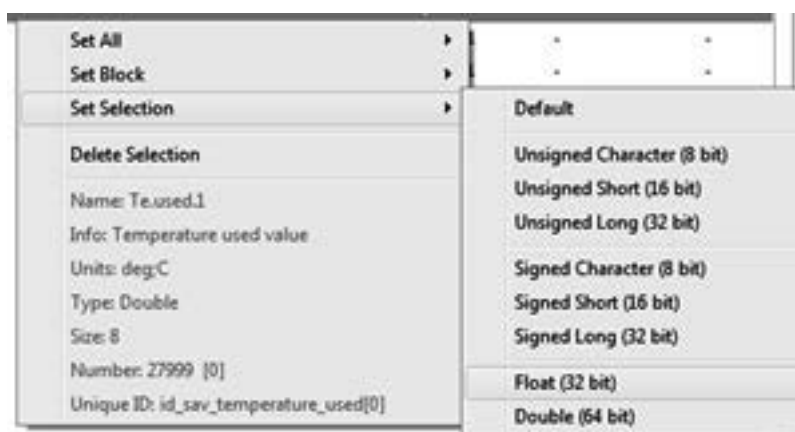 Set All
Set Block
Set Selection
Delete Selection
Name: Te.used.1
Info: Temperature used value
Units: deg;C
Type: Double
Size: 8
Number: 27999 [0]
Unique ID: id_sav_temperature_used[0]
Default
Unsigned Character (8 bit)
Unsigned Short (16 bit)
Unsigned Long (32 bit)
Signed Character (8 bit)
Signed Short (16 bit)
Signed Long (32 bit)
Float (32 bit)
Double (64 bit)